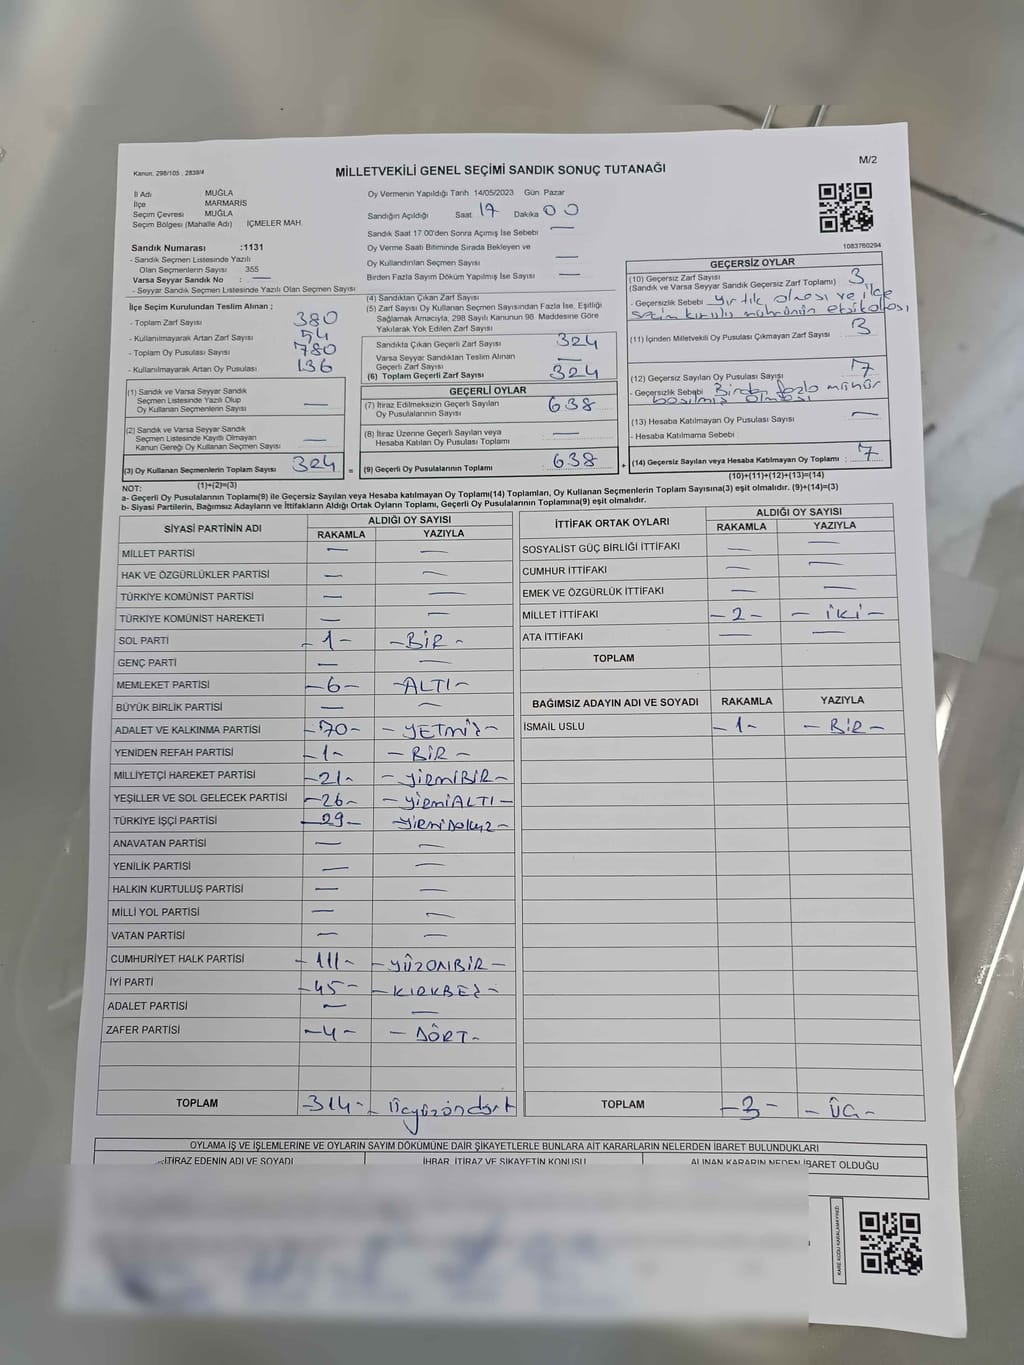 M/2
Kanun, 298/105 , 2839/4
MİLLETVEKİLİ GENEL SEÇİMİ SANDIK SONUÇ TUTANAĞI
İl Adı MUĞLA
İlçe MARMARİS
Seçim Çevresi MUĞLA
Seçim Bölgesi (Mahalle Adı) İÇMELER MAH.
Sandık Numarası :1131
- Sandık Seçmen Listesinde Yazılı
Olan Seçmenlerin Sayısı 355
Varsa Seyyar Sandık No : —
- Seyyar Sandık Seçmen Listesinde Yazılı Olan Seçmen Sayısı
Oy Vermenin Yapıldığı Tarih 14/05/2023 Gün Pazar
Sandığın Açıldığı Saat 17 Dakika 00
Sandık Saat 17 00'den Sonra Açımış İse Sebebi —
Oy Verme Saati Bitiminde Sırada Bekleyen ve
Oy Kullandırılan Seçmen Sayısı —
Birden Fazla Sayım Döküm Yapılmış İse Sayısı —
1083760294
İlçe Seçim Kurulundan Teslim Alınan ;
- Toplam Zarf Sayısı 380
- Kullanılmayarak Artan Zarf Sayısı 54
- Toplam Oy Pusulası Sayısı 780
- Kullanılmayarak Artan Oy Pusulası 136
(1) Sandık ve Varsa Seyyar Sandık
Seçmen Listesinde Yazılı Olup
Oy Kullanan Seçmenlerin Sayısı —
(2) Sandık ve Varsa Seyyar Sandık
Seçmen Listesinde Kayıtlı Olmayan
Kanun Gereği Oy Kullanan Seçmen Sayısı —
(3) Oy Kullanan Seçmenlerin Toplam Sayısı 324 =
(1)+(2)=(3)
(4) Sandıktan Çıkan Zarf Sayısı
(5) Zarf Sayısı Oy Kullanan Seçmen Sayısından Fazla İse, Eşitliği
Sağlamak Amacıyla, 298 Sayılı Kanunun 98 Maddesine Göre
Yakılarak Yok Edilen Zarf Sayısı
Sandıkta Çıkan Geçerli Zarf Sayısı 324
Varsa Seyyar Sandıktan Teslim Alınan
Geçerli Zarf Sayısı —
(6) Toplam Geçerli Zarf Sayısı 324
GEÇERLİ OYLAR
(7) İtiraz Edilmeksizin Geçerli Sayılan
Oy Pusulalarının Sayısı 638
(8) İtiraz Üzerine Geçerli Sayılan veya
Hesaba Katılan Oy Pusulası Toplamı —
(9) Geçerli Oy Pusulalarının Toplamı : 638 +
GEÇERSİZ OYLAR
(10) Geçersiz Zarf Sayısı 3
(Sandık ve Varsa Seyyar Sandık Geçersiz Zarf Toplamı)
- Geçersizlik Sebebi yırtık olması ve ilçe
seçim kurulu mührünün eksik olması
(11) İçinden Milletvekili Oy Pusulası Çıkmayan Zarf Sayısı 3
(12) Geçersiz Sayılan Oy Pusulası Sayısı 7
- Geçersizlik Sebebi Birden fazla mühür
basılmış olması
(13) Hesaba Katılmayan Oy Pusulası Sayısı —
- Hesaba Katılmama Sebebi
(14) Geçersiz Sayılan veya Hesaba Katılmayan Oy Toplamı : 7
(10)+(11)+(12)+(13)=(14)
NOT:
a- Geçerli Oy Pusulalarının Toplamı(9) ile Geçersiz Sayılan veya Hesaba katılmayan Oy Toplamı(14) Toplamları, Oy Kullanan Seçmenlerin Toplam Sayısına(3) eşit olmalıdır. (9)+(14)=(3)
b- Siyasi Partilerin, Bağımsız Adayların ve İttifakların Aldığı Ortak Oyların Toplamı, Geçerli Oy Pusulalarının Toplamına(9) eşit olmalıdır.
SİYASİ PARTİNİN ADI ALDIĞI OY SAYISI
RAKAMLA YAZIYLA
MİLLET PARTİSİ — —
HAK VE ÖZGÜRLÜKLER PARTİSİ — —
TÜRKİYE KOMÜNİST PARTİSİ — —
TÜRKİYE KOMÜNİST HAREKETİ — —
SOL PARTİ -1- -BİR-
GENÇ PARTİ — —
MEMLEKET PARTİSİ -6- -ALTI-
BÜYÜK BİRLİK PARTİSİ — —
ADALET VE KALKINMA PARTİSİ -70- -YETMİŞ-
YENİDEN REFAH PARTİSİ -1- -BİR-
MİLLİYETÇİ HAREKET PARTİSİ -21- -YİRMİBİR-
YEŞİLLER VE SOL GELECEK PARTİSİ -26- -YİRMİALTI-
TÜRKİYE İŞÇİ PARTİSİ -29- -YİRMİDOKUZ-
ANAVATAN PARTİSİ — —
YENİLİK PARTİSİ — —
HALKIN KURTULUŞ PARTİSİ — —
MİLLİ YOL PARTİSİ — —
VATAN PARTİSİ — —
CUMHURİYET HALK PARTİSİ -111- -YÜZONBİR-
İYİ PARTİ -45- -KIRKBEŞ-
ADALET PARTİSİ — —
ZAFER PARTİSİ -4- -DÖRT-
TOPLAM -314- -Üçyüzondört
İTTİFAK ORTAK OYLARI ALDIĞI OY SAYISI
RAKAMLA YAZIYLA
SOSYALİST GÜÇ BİRLİĞİ İTTİFAKI — —
CUMHUR İTTİFAKI — —
EMEK VE ÖZGÜRLÜK İTTİFAKI — —
MİLLET İTTİFAKI -2- -İKİ-
ATA İTTİFAKI — —
TOPLAM
BAĞIMSIZ ADAYIN ADI VE SOYADI RAKAMLA YAZIYLA
İSMAİL USLU -1- -BİR-
TOPLAM -3- -ÜÇ-
OYLAMA İŞ VE İŞLEMLERİNE VE OYLARIN SAYIM DÖKÜMÜNE DAİR ŞİKAYETLERLE BUNLARA AİT KARARLARIN NELERDEN İBARET BULUNDUKLARI
İTİRAZ EDENİN ADI VE SOYADI İHBAR, İTİRAZ VE ŞİKAYETİN KONUSU ALINAN KARARIN NEDEN İBARET OLDUĞU
KARE KODU KARALAMAYINIZ!